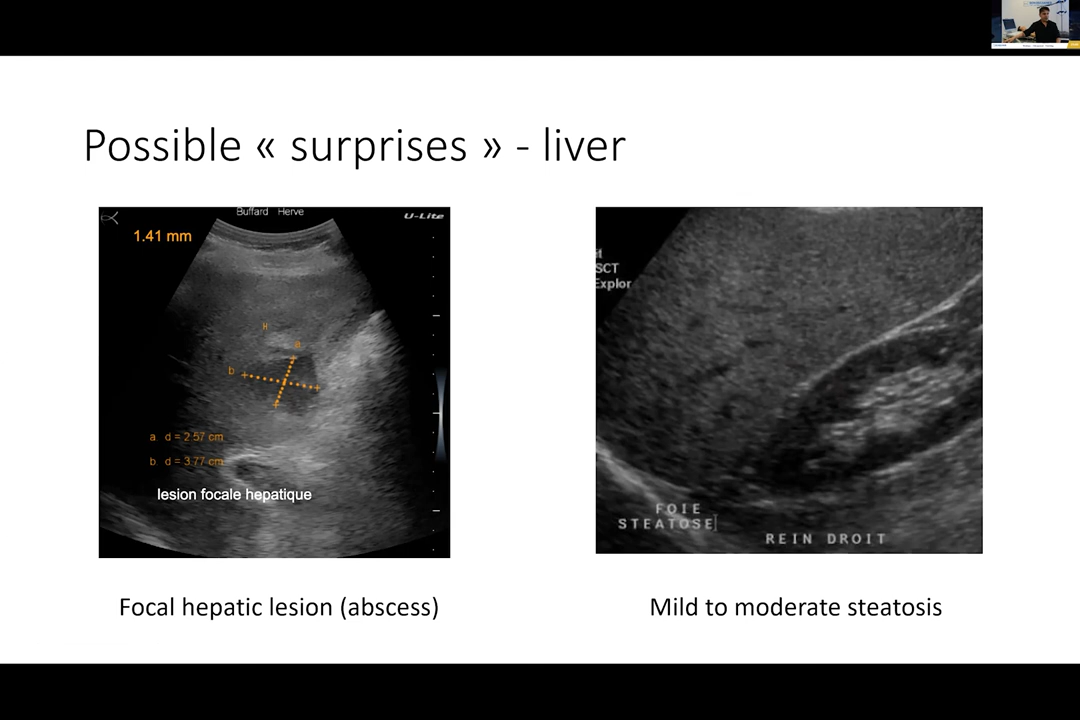 Possible « surprises » - liver
Buffard Herve
U-Lite
1.41 mm
H
a
b
a d = 2.57 cm
b d = 3.77 cm
lesion focale hepatique
SCT
Explor
FOIE
STEATOSE
REIN DROIT
Focal hepatic lesion (abscess)
Mild to moderate steatosis